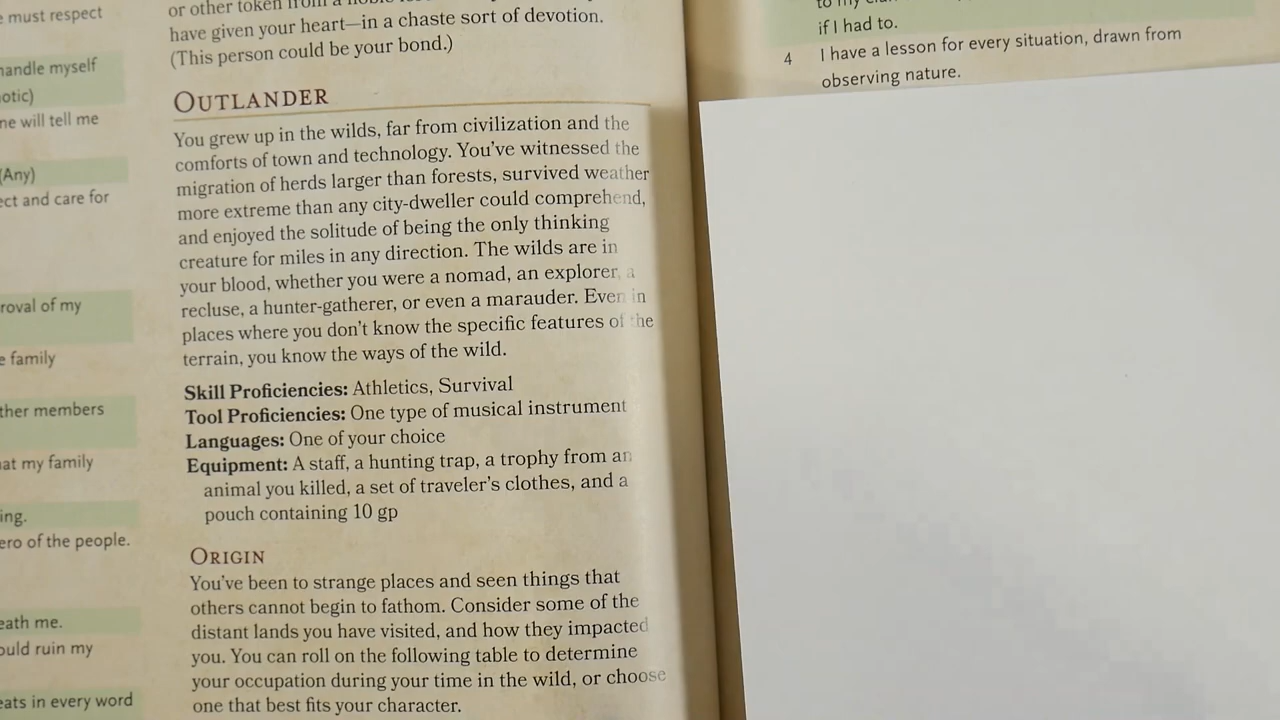 e must respect
handle myself
otic)
ne will tell me
(Any)
ect and care for
roval of my
e family
ther members
at my family
ing.
ero of the people.
eath me.
ould ruin my
eats in every word
or other token from a
have given your heart—in a chaste sort of devotion.
(This person could be your bond.)
OUTLANDER
You grew up in the wilds, far from civilization and the
comforts of town and technology. You've witnessed the
migration of herds larger than forests, survived weather
more extreme than any city-dweller could comprehend,
and enjoyed the solitude of being the only thinking
creature for miles in any direction. The wilds are in
your blood, whether you were a nomad, an explorer, a
recluse, a hunter-gatherer, or even a marauder. Even in
places where you don't know the specific features of the
terrain, you know the ways of the wild.
Skill Proficiencies: Athletics, Survival
Tool Proficiencies: One type of musical instrument
Languages: One of your choice
Equipment: A staff, a hunting trap, a trophy from an
animal you killed, a set of traveler's clothes, and a
pouch containing 10 gp
ORIGIN
You've been to strange places and seen things that
others cannot begin to fathom. Consider some of the
distant lands you have visited, and how they impacted
you. You can roll on the following table to determine
your occupation during your time in the wild, or choose
one that best fits your character.
to my
if I had to.
4 I have a lesson for every situation, drawn from
observing nature.